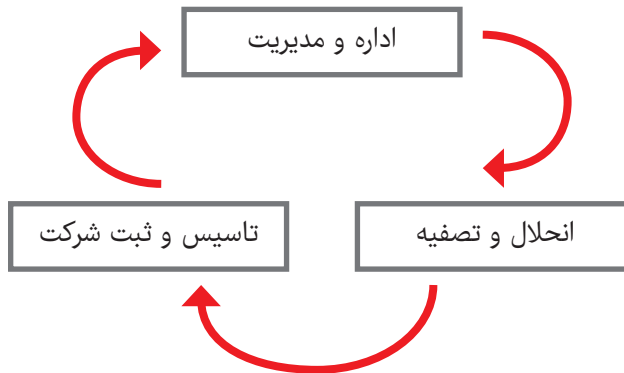 اداره و مدیریت
انحلال و تصفیه
تاسیس و ثبت شرکت